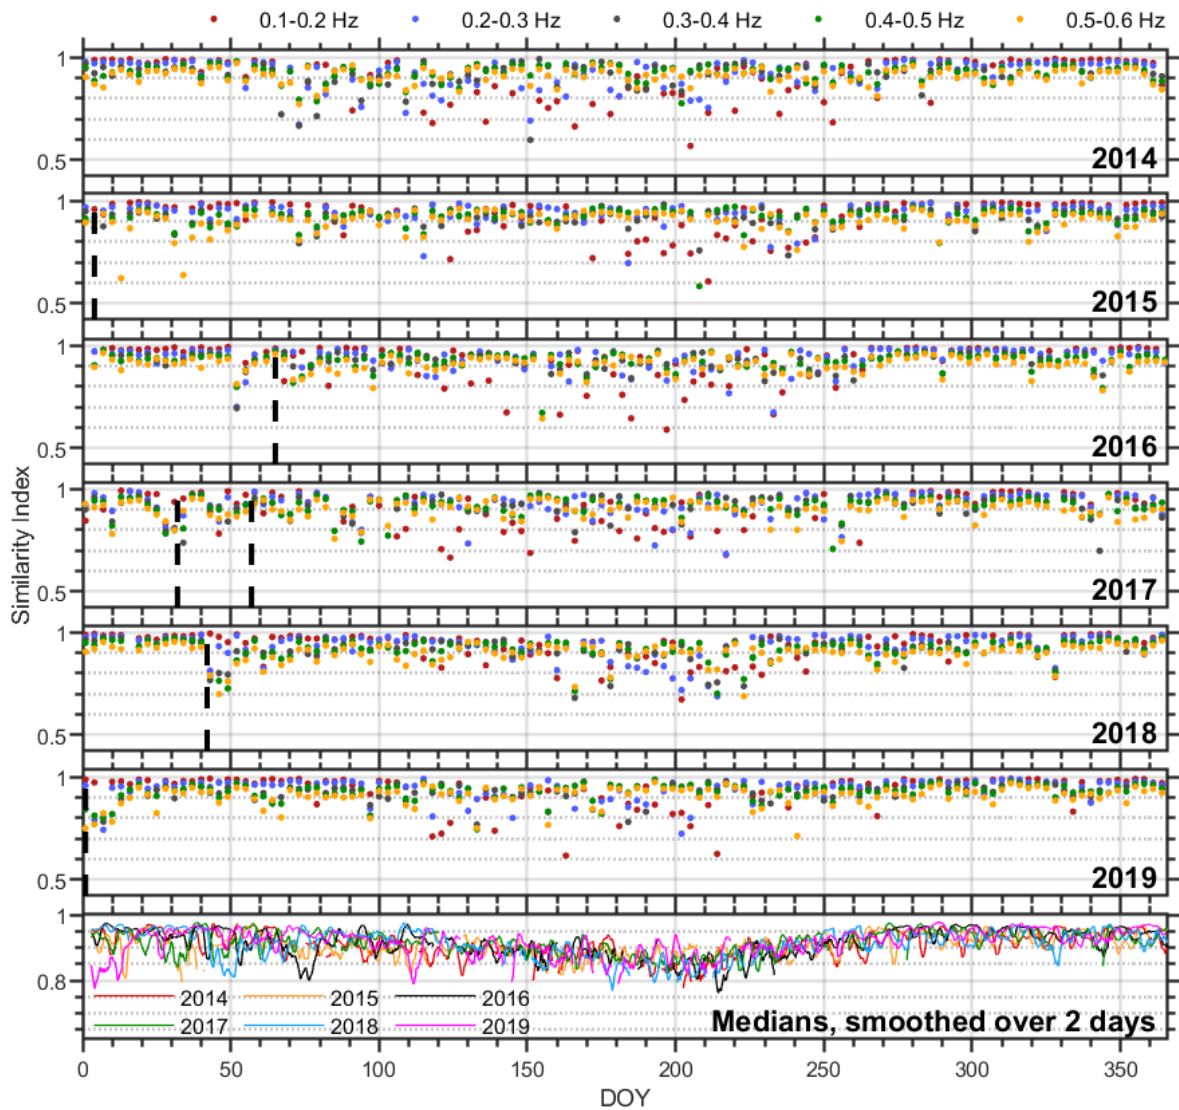 0.1-0.2 Hz 0.2-0.3 Hz 0.3-0.4 Hz 0.4-0.5 Hz 0.5-0.6 Hz
1
0.5
2014
1
0.5
2015
1
0.5
2016
1
0.5
2017
1
0.5
2018
1
0.5
2019
Similarity Index
1
0.8
2014 2015 2016
2017 2018 2019
Medians, smoothed over 2 days
0 50 100 150 200 250 300 350
DOY